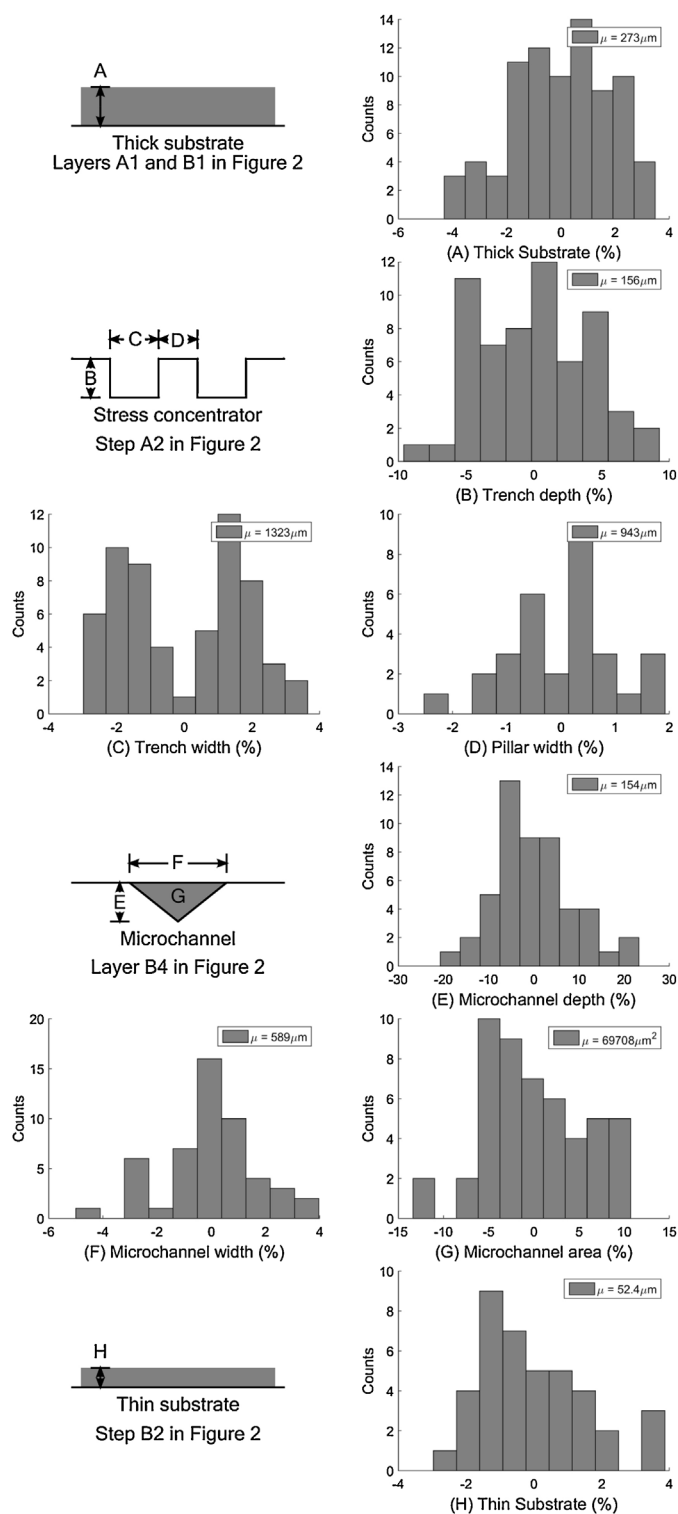 A
Thick substrate
Layers A1 and B1 in Figure 2
14
12
10
8
6
4
2
0
Counts
μ = 273μm
-6 -4 -2 0 2 4
(A) Thick Substrate (%)
C D
B
Stress concentrator
Step A2 in Figure 2
12
10
8
6
4
2
0
Counts
μ = 156μm
-10 -5 0 5 10
(B) Trench depth (%)
12
10
8
6
4
2
0
Counts
μ = 1323μm
-4 -2 0 2 4
(C) Trench width (%)
10
8
6
4
2
0
Counts
μ = 943μm
-3 -2 -1 0 1 2
(D) Pillar width (%)
F
E G
Microchannel
Layer B4 in Figure 2
14
12
10
8
6
4
2
0
Counts
μ = 154μm
-30 -20 -10 0 10 20 30
(E) Microchannel depth (%)
20
15
10
5
0
Counts
μ = 589μm
-6 -4 -2 0 2 4
(F) Microchannel width (%)
10
8
6
4
2
0
Counts
μ = 69708μm²
-15 -10 -5 0 5 10 15
(G) Microchannel area (%)
H
Thin substrate
Step B2 in Figure 2
10
8
6
4
2
0
Counts
μ = 52.4μm
-4 -2 0 2 4
(H) Thin Substrate (%)